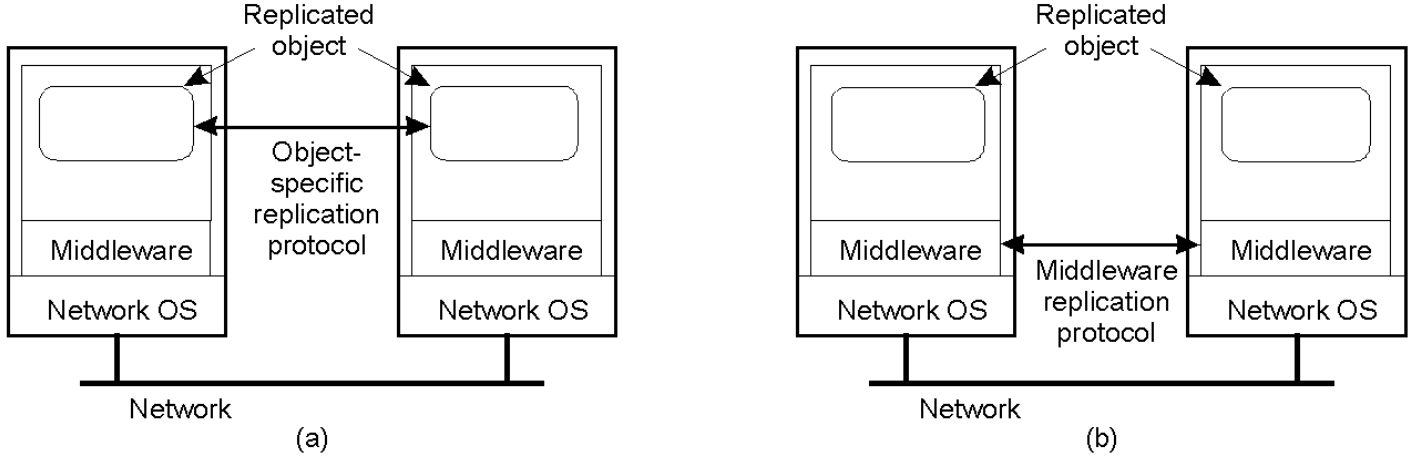 Replicated
object
Object-
specific
replication
protocol
Middleware
Middleware
Network OS
Network OS
Network
(a)
Replicated
object
Middleware
Middleware
Middleware
replication
protocol
Network OS
Network OS
Network
(b)